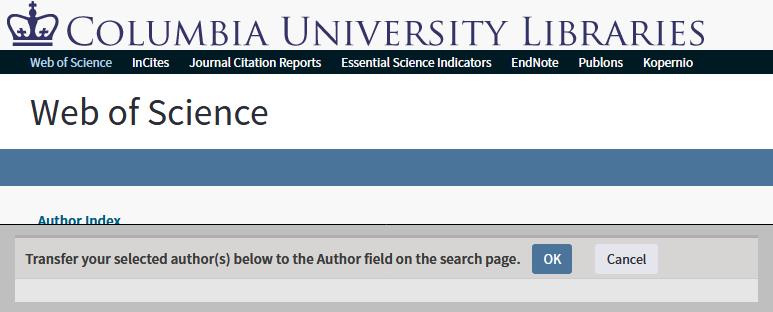 COLUMBIA UNIVERSITY LIBRARIES
Web of Science InCites Journal Citation Reports Essential Science Indicators EndNote Publons Kopernio
Web of Science
Author Index
Transfer your selected author(s) below to the Author field on the search page. OK Cancel